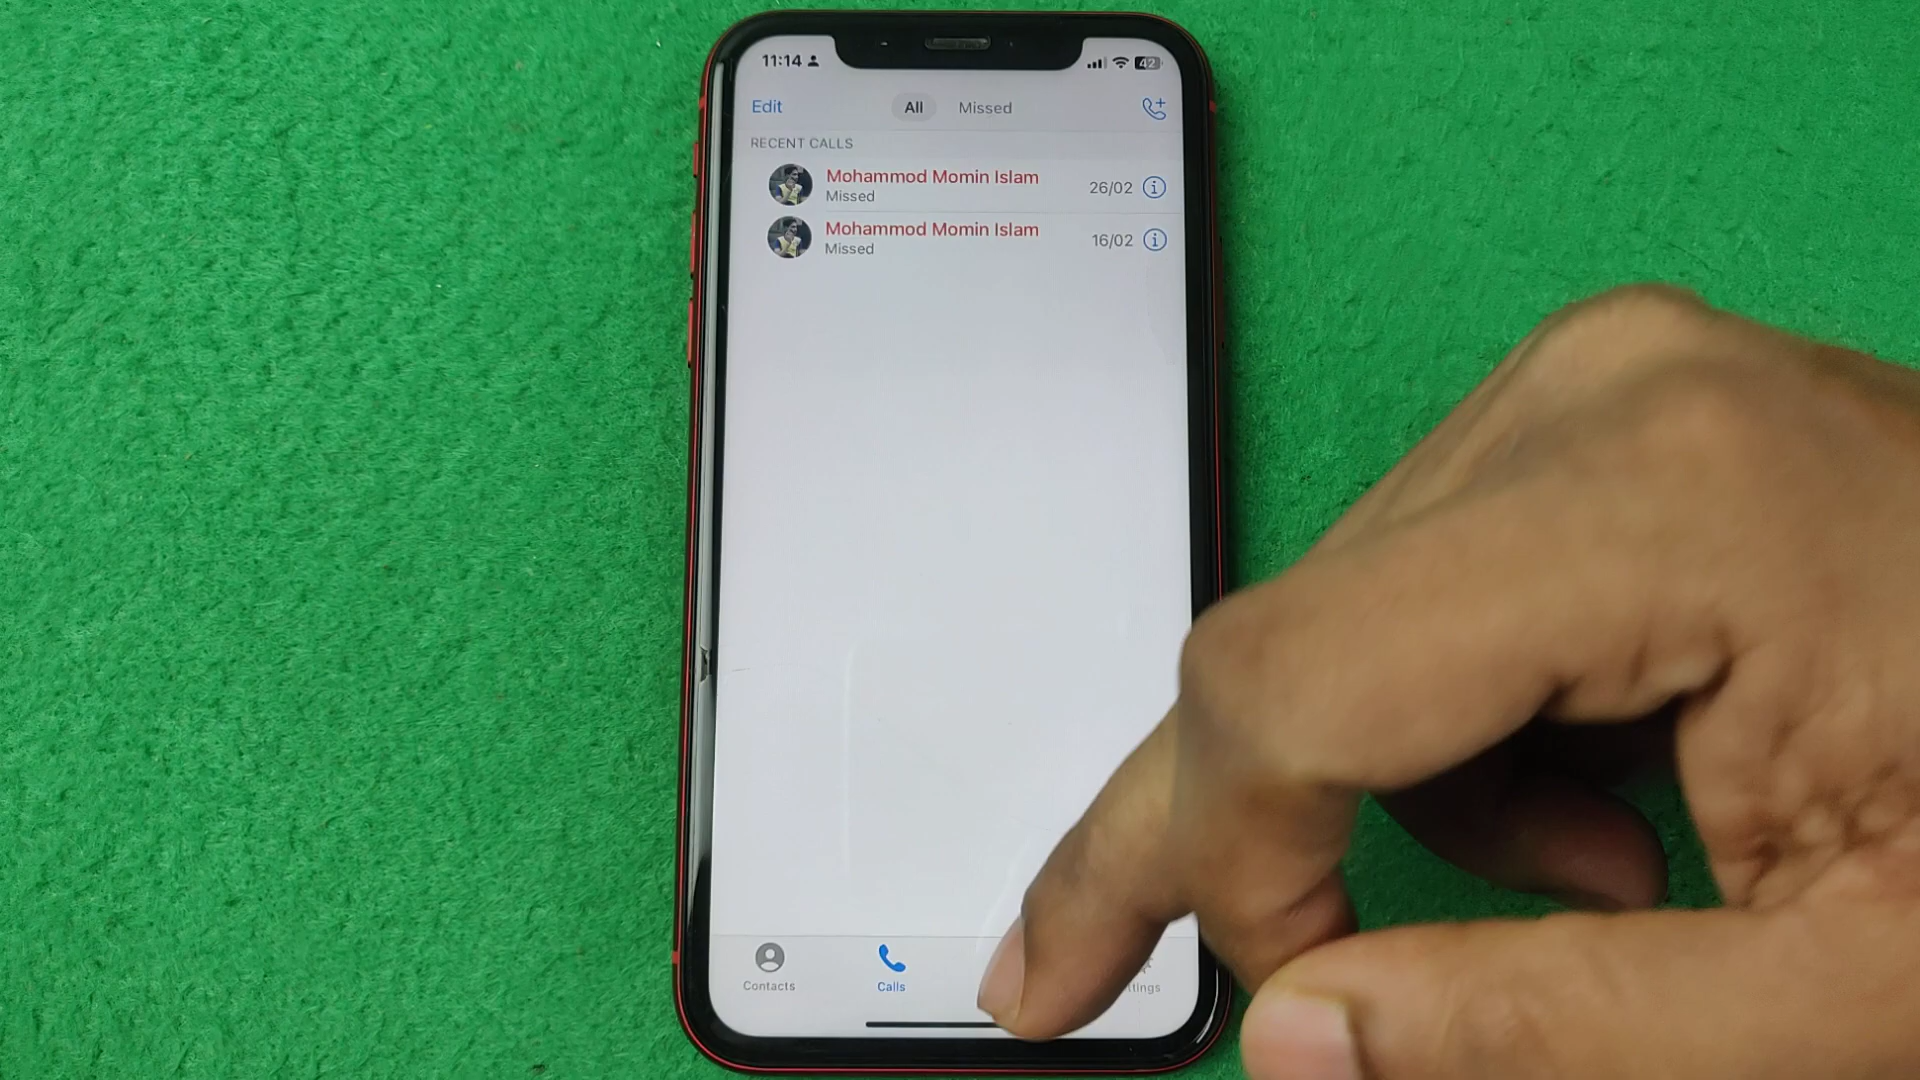 11:14
42
Edit
All
Missed
RECENT CALLS
Mohammod Momin Islam
Missed
26/02
Mohammod Momin Islam
Missed
16/02
Contacts
Calls